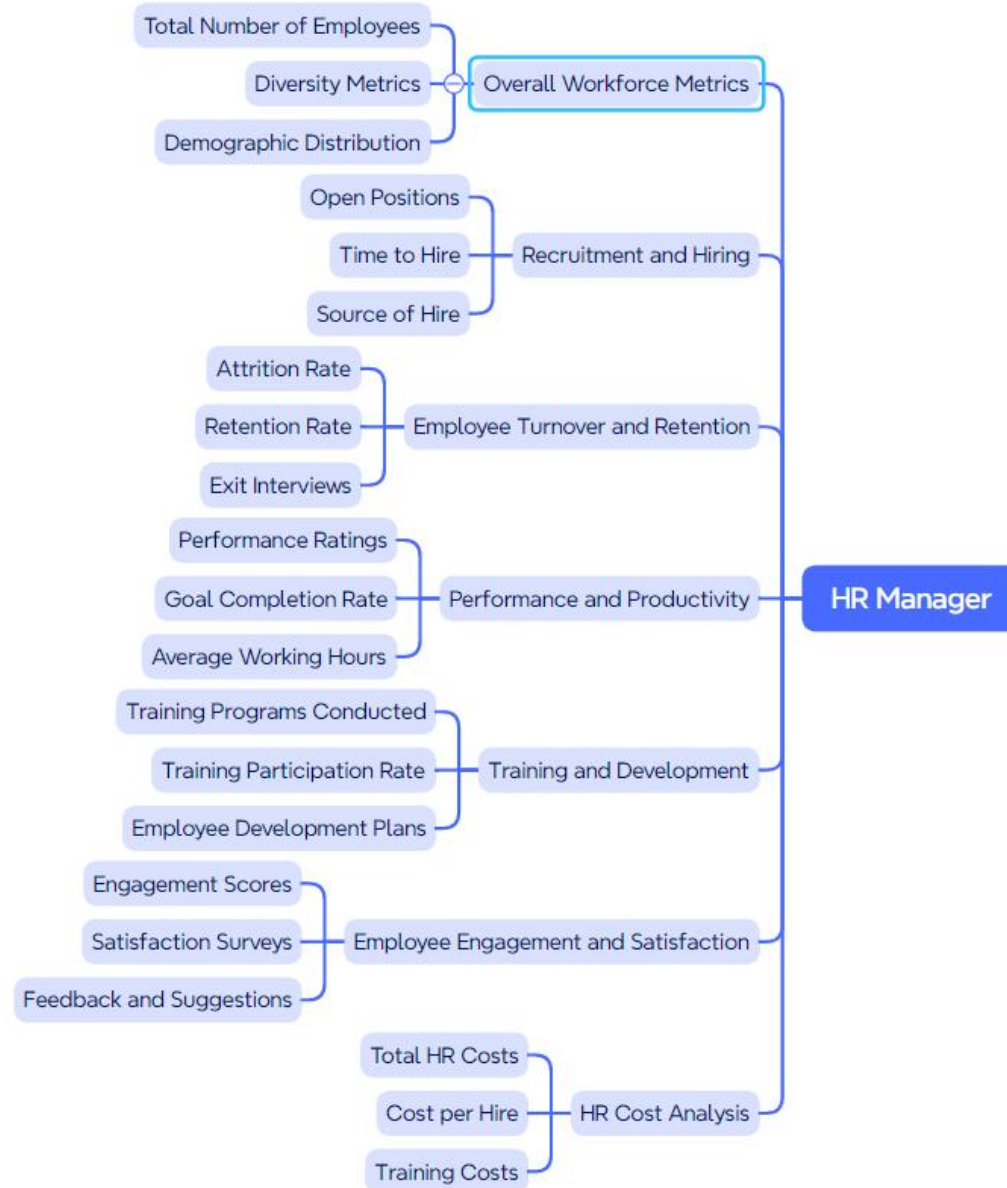 Total Number of Employees
Diversity Metrics
Overall Workforce Metrics
Demographic Distribution
Open Positions
Time to Hire
Recruitment and Hiring
Source of Hire
Attrition Rate
Retention Rate
Employee Turnover and Retention
Exit Interviews
Performance Ratings
Goal Completion Rate
Performance and Productivity
HR Manager
Average Working Hours
Training Programs Conducted
Training Participation Rate
Training and Development
Employee Development Plans
Engagement Scores
Satisfaction Surveys
Employee Engagement and Satisfaction
Feedback and Suggestions
Total HR Costs
Cost per Hire
HR Cost Analysis
Training Costs